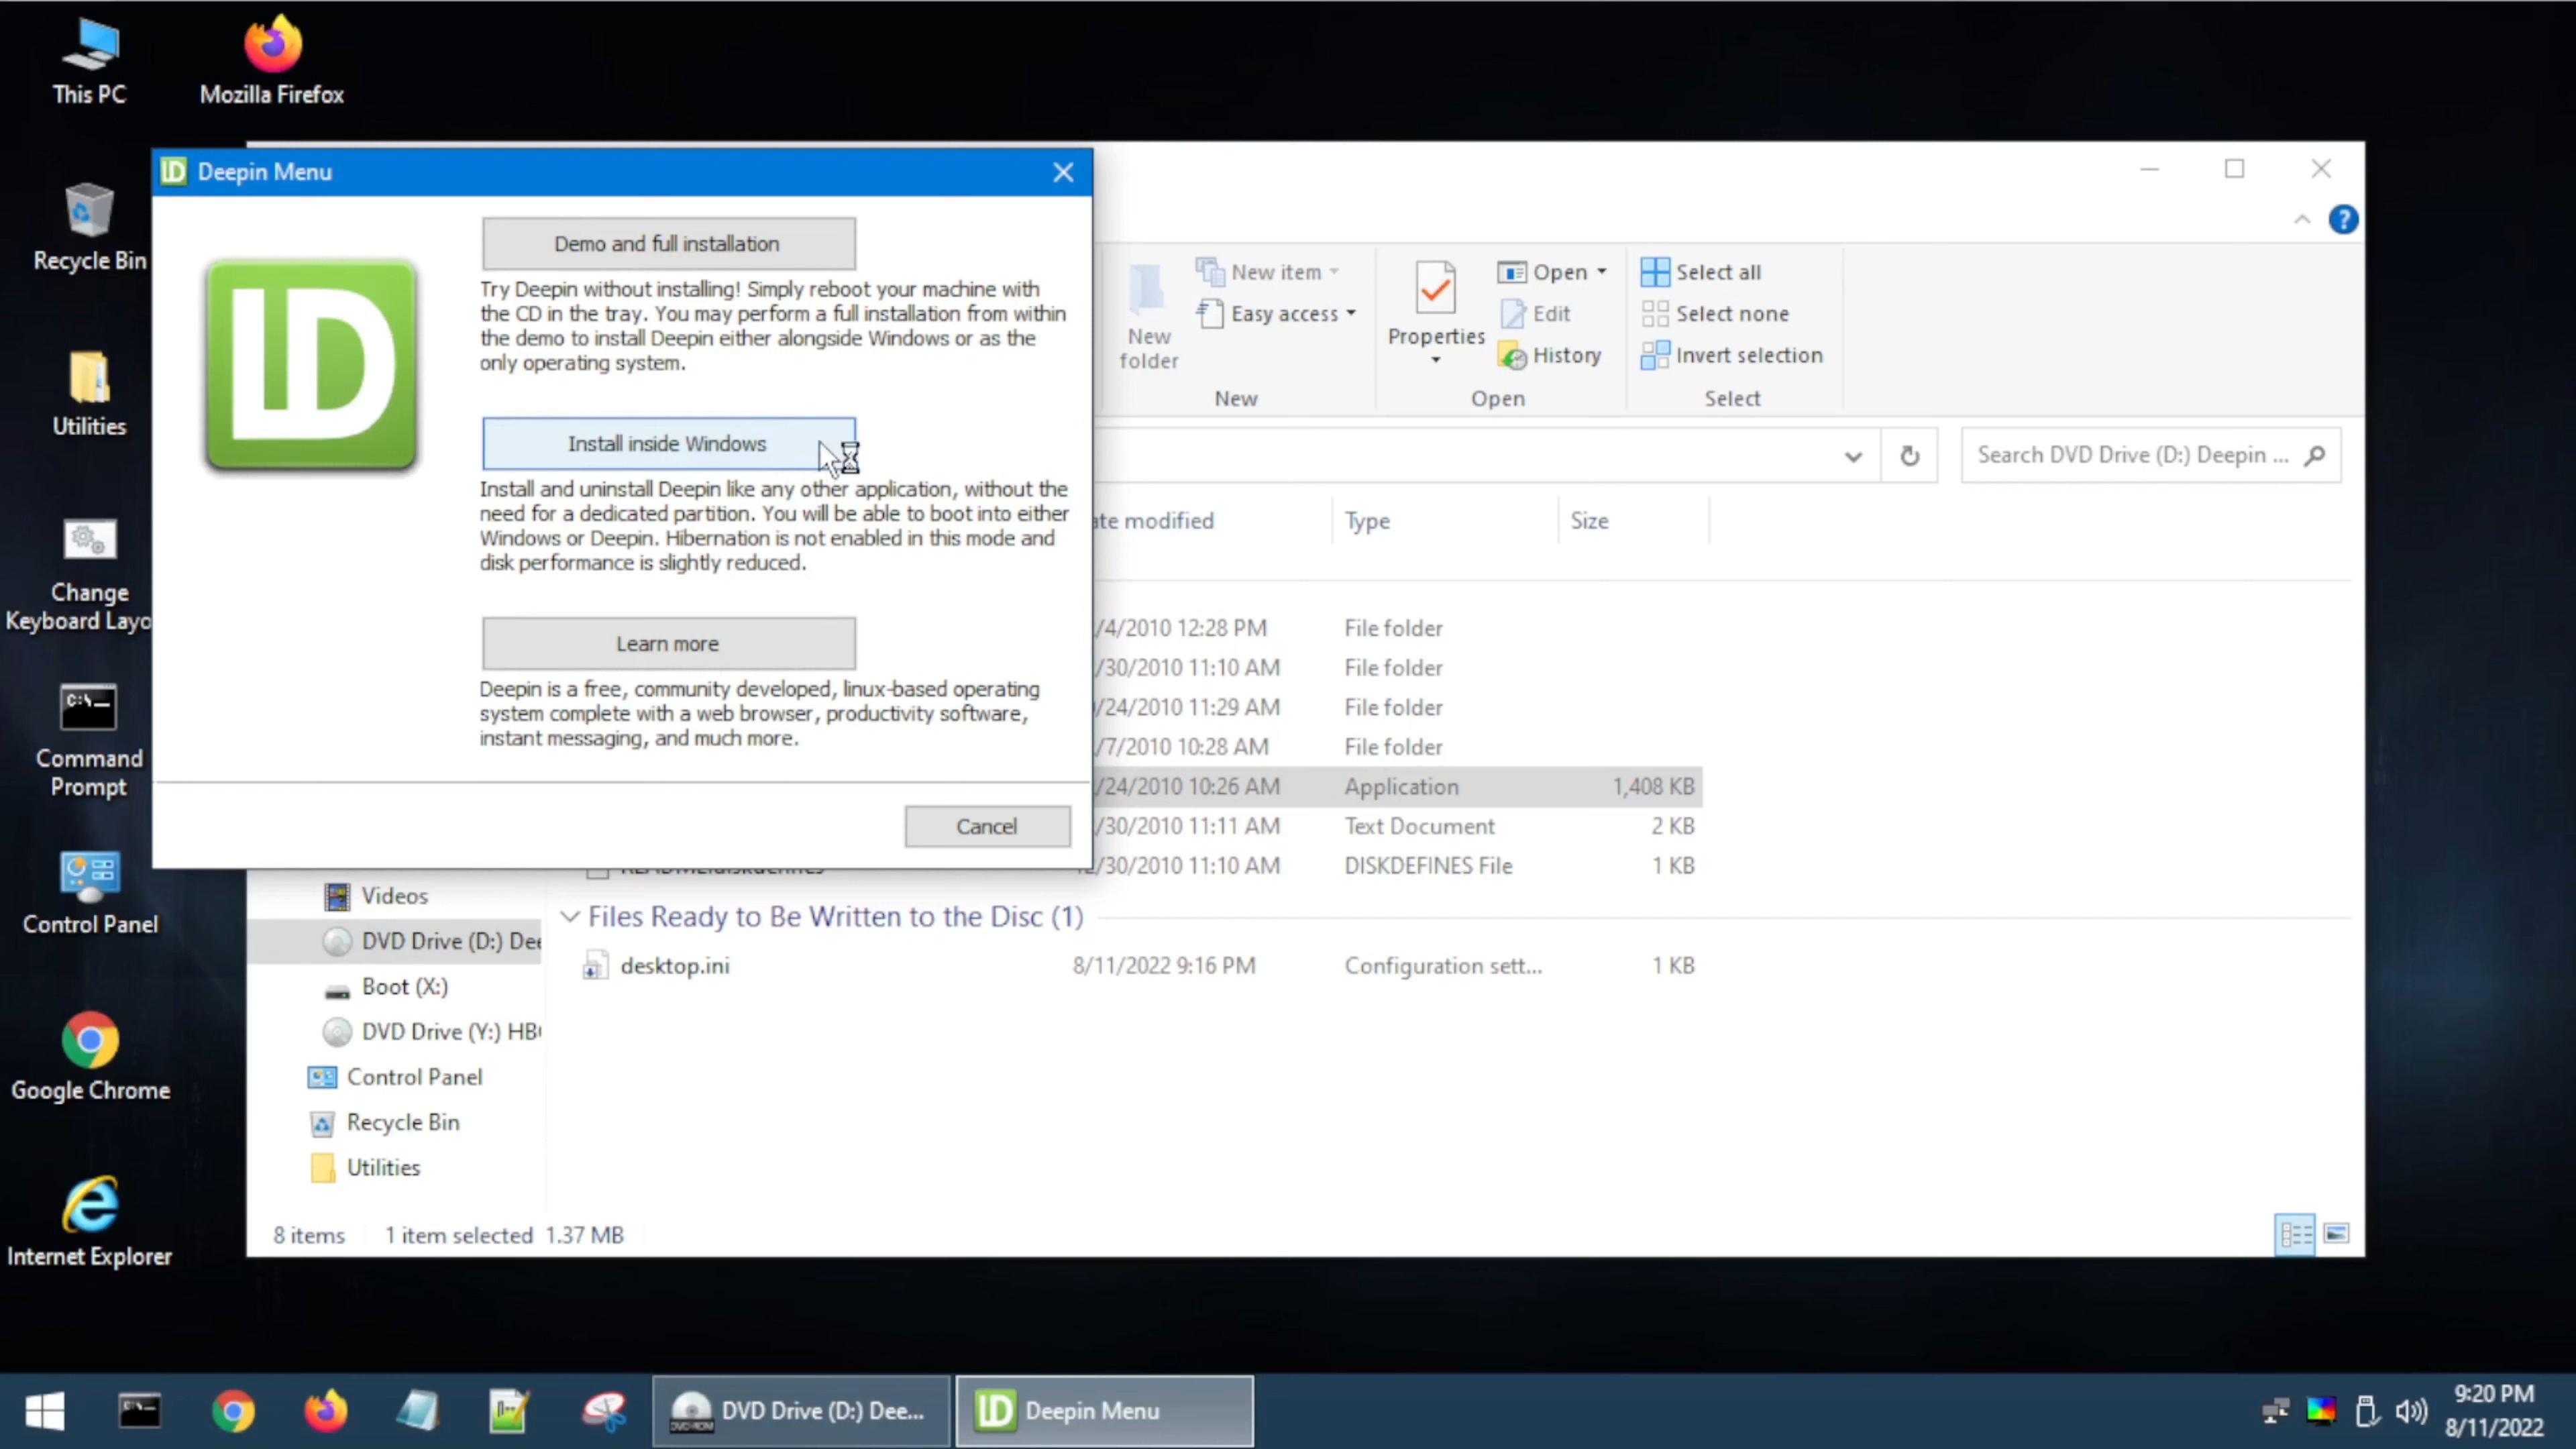 This PC
Mozilla Firefox
Recycle Bin
Utilities
Change
Keyboard Layo
Command
Prompt
Control Panel
Google Chrome
Internet Explorer
LD Deepin Menu
LD
Demo and full installation
Try Deepin without installing! Simply reboot your machine with
the CD in the tray. You may perform a full installation from within
the demo to install Deepin either alongside Windows or as the
only operating system.
Install inside Windows
Install and uninstall Deepin like any other application, without the
need for a dedicated partition. You will be able to boot into either
Windows or Deepin. Hibernation is not enabled in this mode and
disk performance is slightly reduced.
Learn more
Deepin is a free, community developed, linux-based operating
system complete with a web browser, productivity software,
instant messaging, and much more.
Cancel
New
folder
New item
Easy access
New
Properties
Open
Edit
History
Open
Select all
Select none
Invert selection
Select
Search DVD Drive (D:) Deepin ...
ate modified Type Size
/4/2010 12:28 PM File folder
/30/2010 11:10 AM File folder
/24/2010 11:29 AM File folder
/7/2010 10:28 AM File folder
/24/2010 10:26 AM Application 1,408 KB
/30/2010 11:11 AM Text Document 2 KB
/30/2010 11:10 AM DISKDEFINES File 1 KB
Files Ready to Be Written to the Disc (1)
desktop.ini 8/11/2022 9:16 PM Configuration sett... 1 KB
Videos
DVD Drive (D:) Dee
Boot (X:)
DVD Drive (Y:) HB
Control Panel
Recycle Bin
Utilities
8 items 1 item selected 1.37 MB
DVD Drive (D:) Dee...
LD Deepin Menu
9:20 PM
8/11/2022